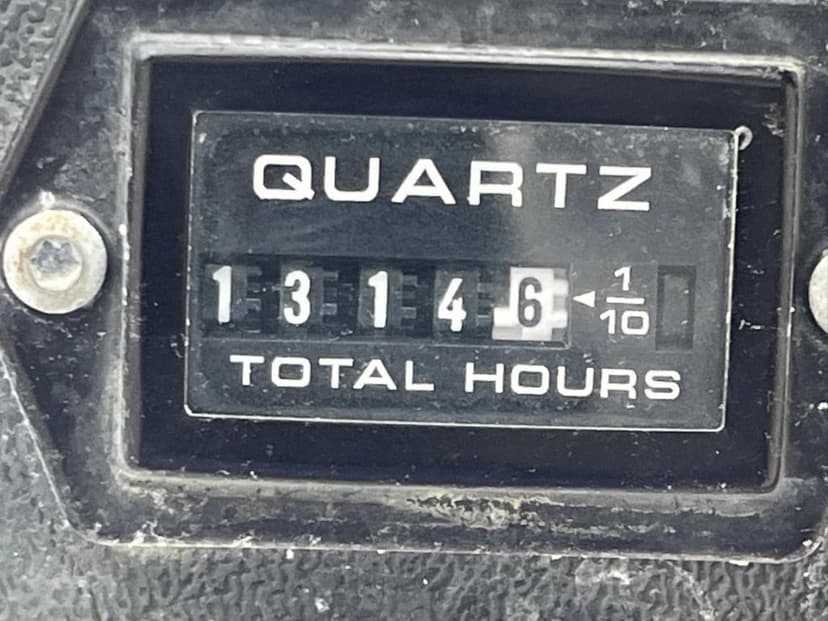 QUARTZ
1 3 1 4 6 ◄ 1/10
TOTAL HOURS